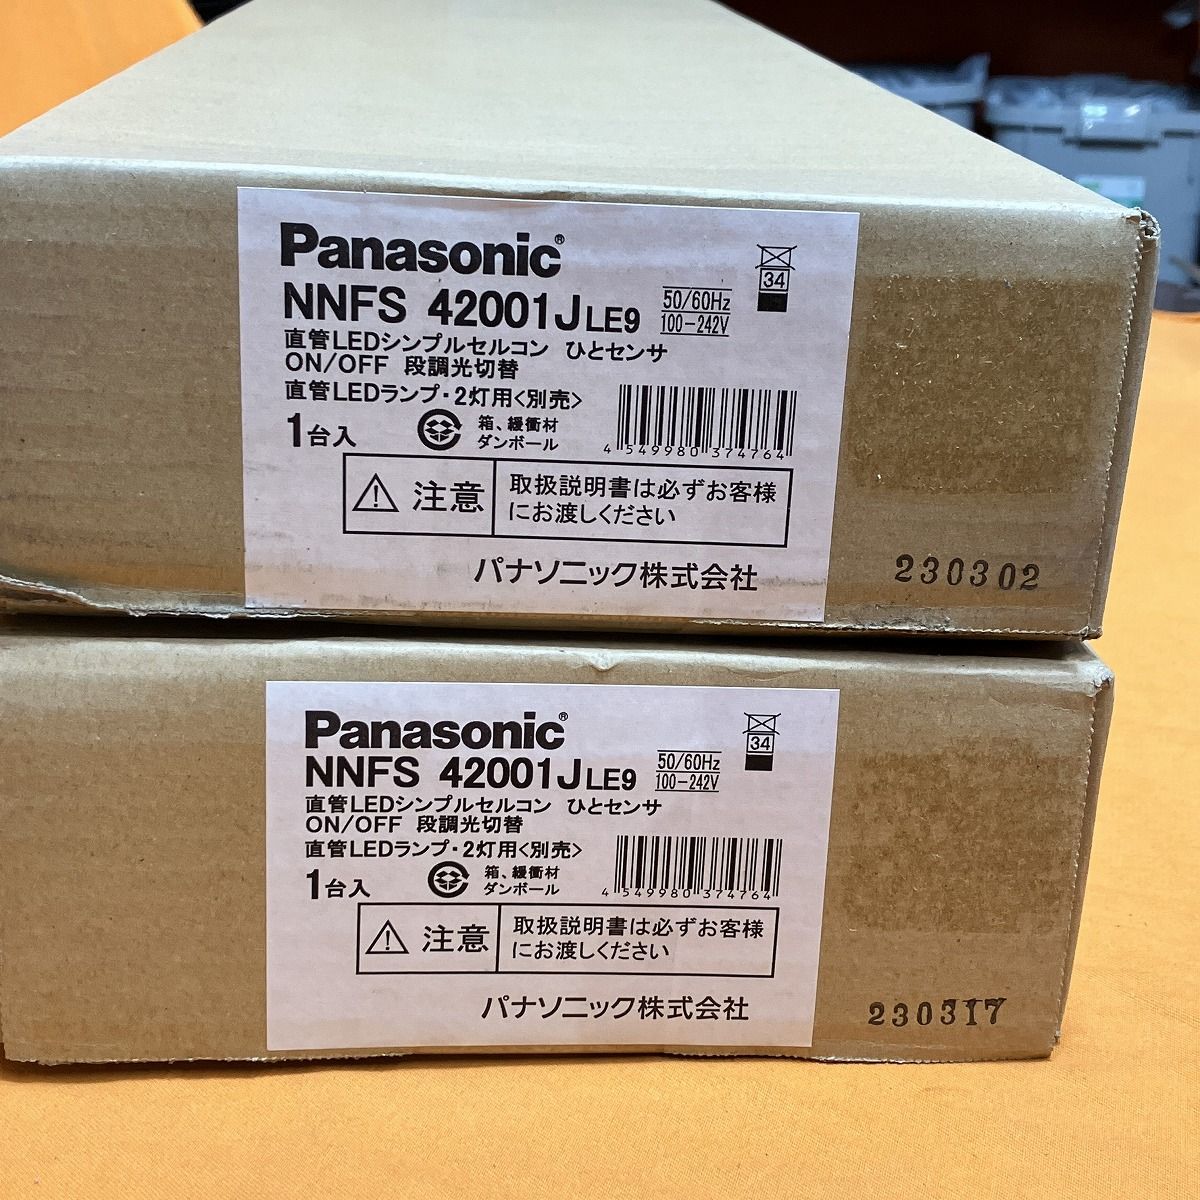 Panasonic®
NNFS 42001J LE9
50/60Hz
100-242V
34
直管LEDシンプルセルコン ひとセンサ
ON/OFF 段調光切替
直管LEDランプ・2灯用<別売>
1台入
箱、緩衝材
ダンボール
4 549980 374764
注意
取扱説明書は必ずお客様
にお渡しください
パナソニック株式会社
230302
Panasonic®
NNFS 42001J LE9
50/60Hz
100-242V
34
直管LEDシンプルセルコン ひとセンサ
ON/OFF 段調光切替
直管LEDランプ・2灯用<別売>
1台入
箱、緩衝材
ダンボール
4 549980 374764
注意
取扱説明書は必ずお客様
にお渡しください
パナソニック株式会社
230317